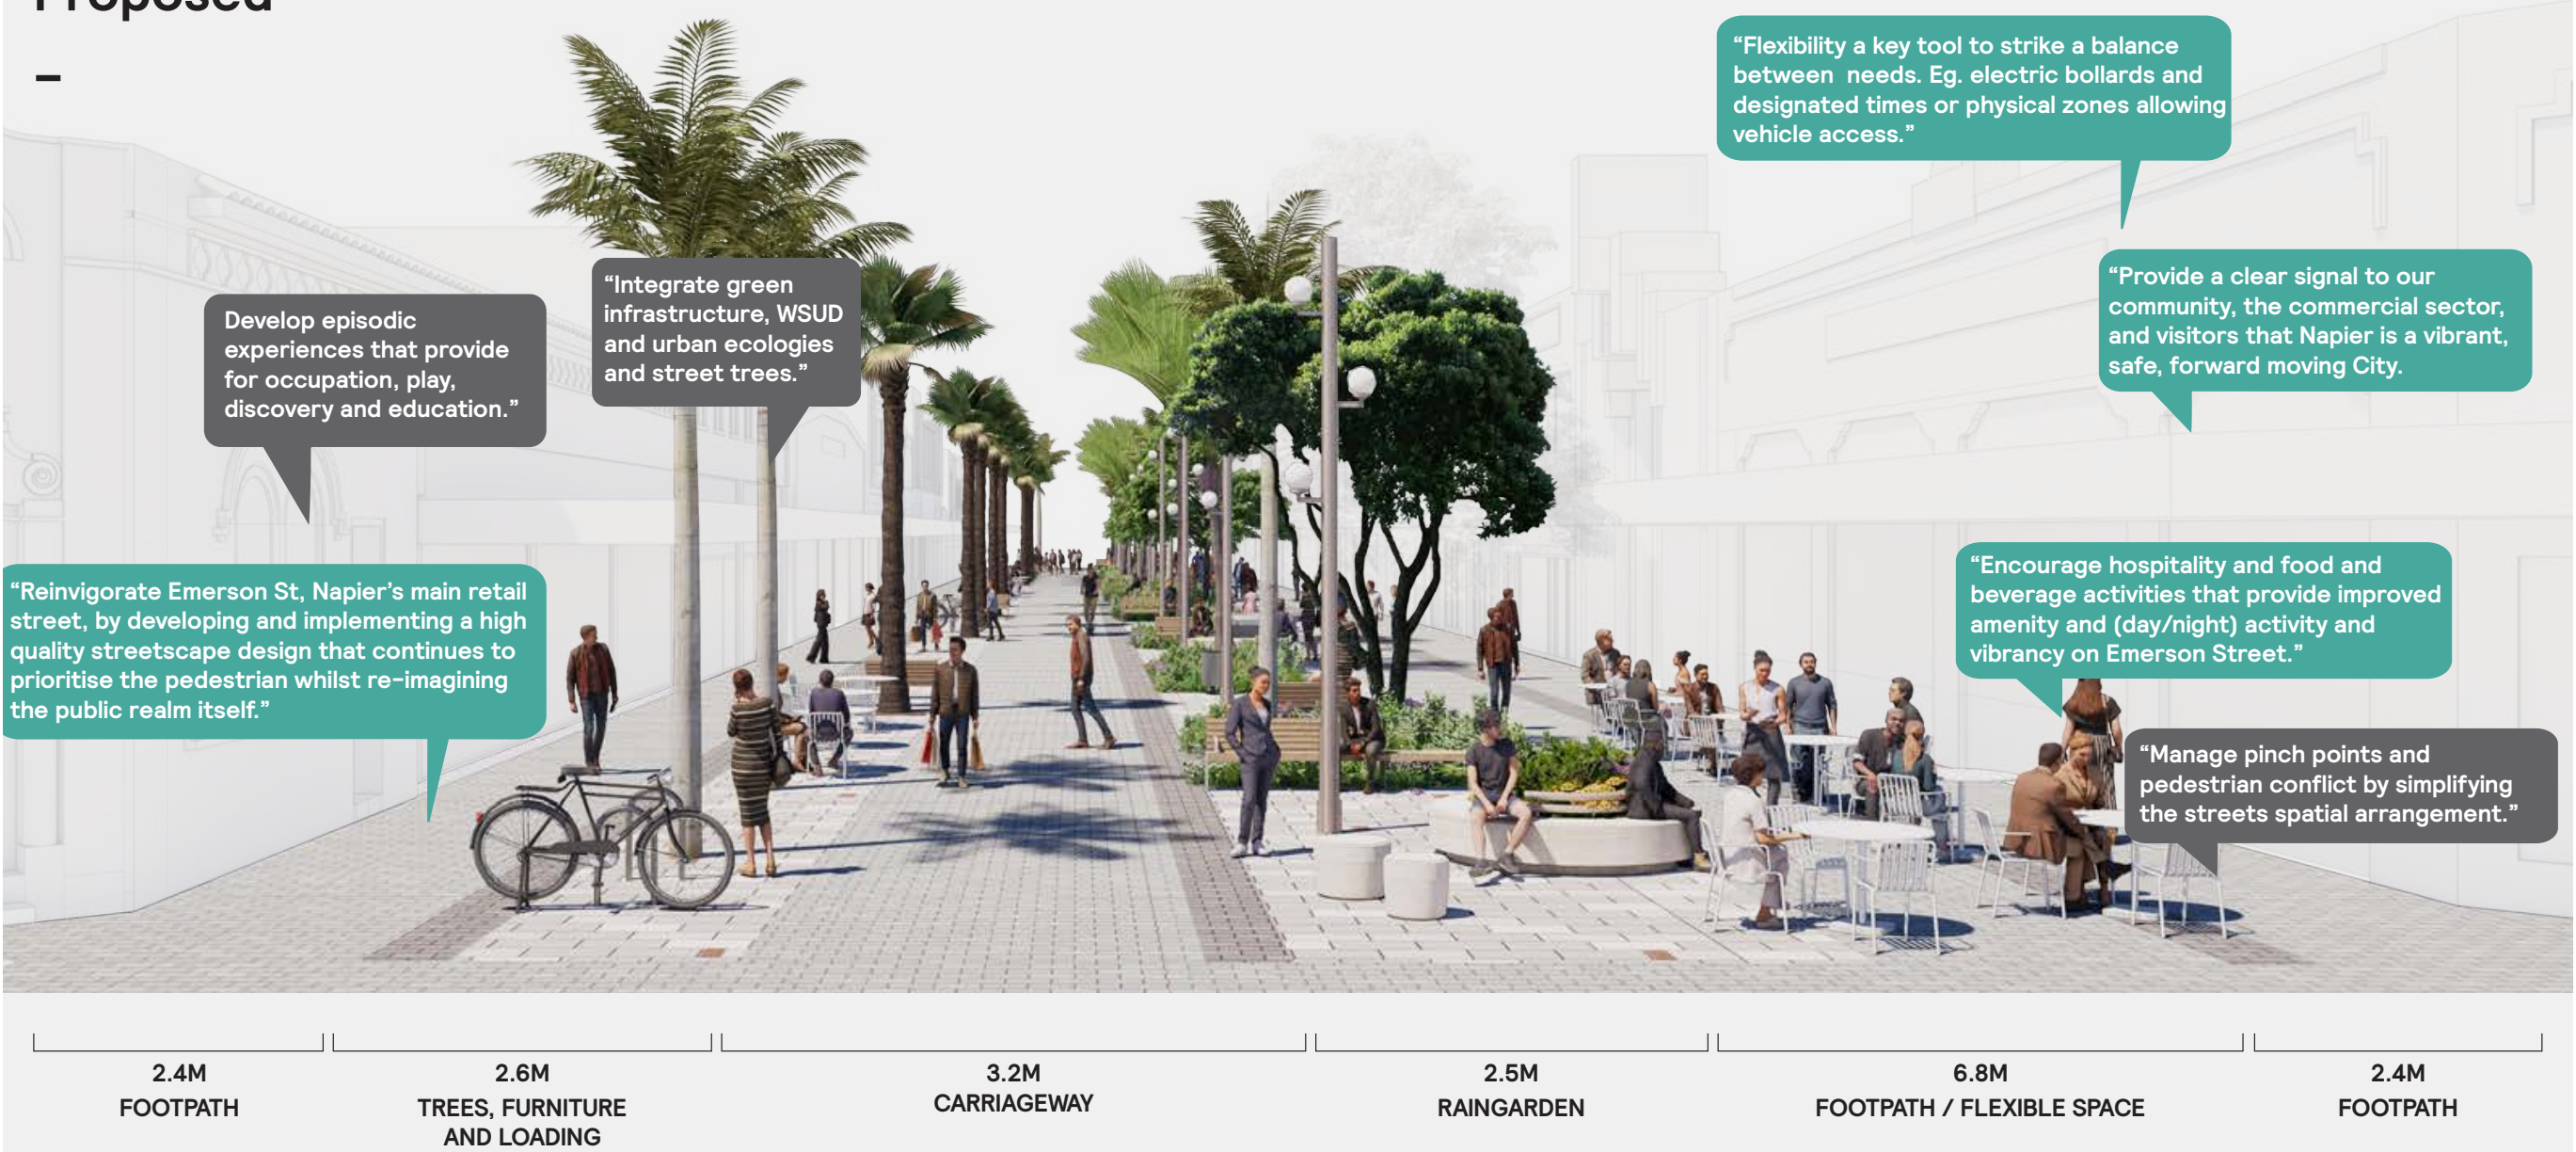 Proposed
–
“Flexibility a key tool to strike a balance
between needs. Eg. electric bollards and
designated times or physical zones allowing
vehicle access.”
“Integrate green
infrastructure, WSUD
and urban ecologies
and street trees.”
“Provide a clear signal to our
community, the commercial sector,
and visitors that Napier is a vibrant,
safe, forward moving City.
Develop episodic
experiences that provide
for occupation, play,
discovery and education.”
“Reinvigorate Emerson St, Napier’s main retail
street, by developing and implementing a high
quality streetscape design that continues to
prioritise the pedestrian whilst re-imagining
the public realm itself.”
“Encourage hospitality and food and
beverage activities that provide improved
amenity and (day/night) activity and
vibrancy on Emerson Street.”
“Manage pinch points and
pedestrian conflict by simplifying
the streets spatial arrangement.”
2.4M
FOOTPATH
2.6M
TREES, FURNITURE
AND LOADING
3.2M
CARRIAGEWAY
2.5M
RAINGARDEN
6.8M
FOOTPATH / FLEXIBLE SPACE
2.4M
FOOTPATH